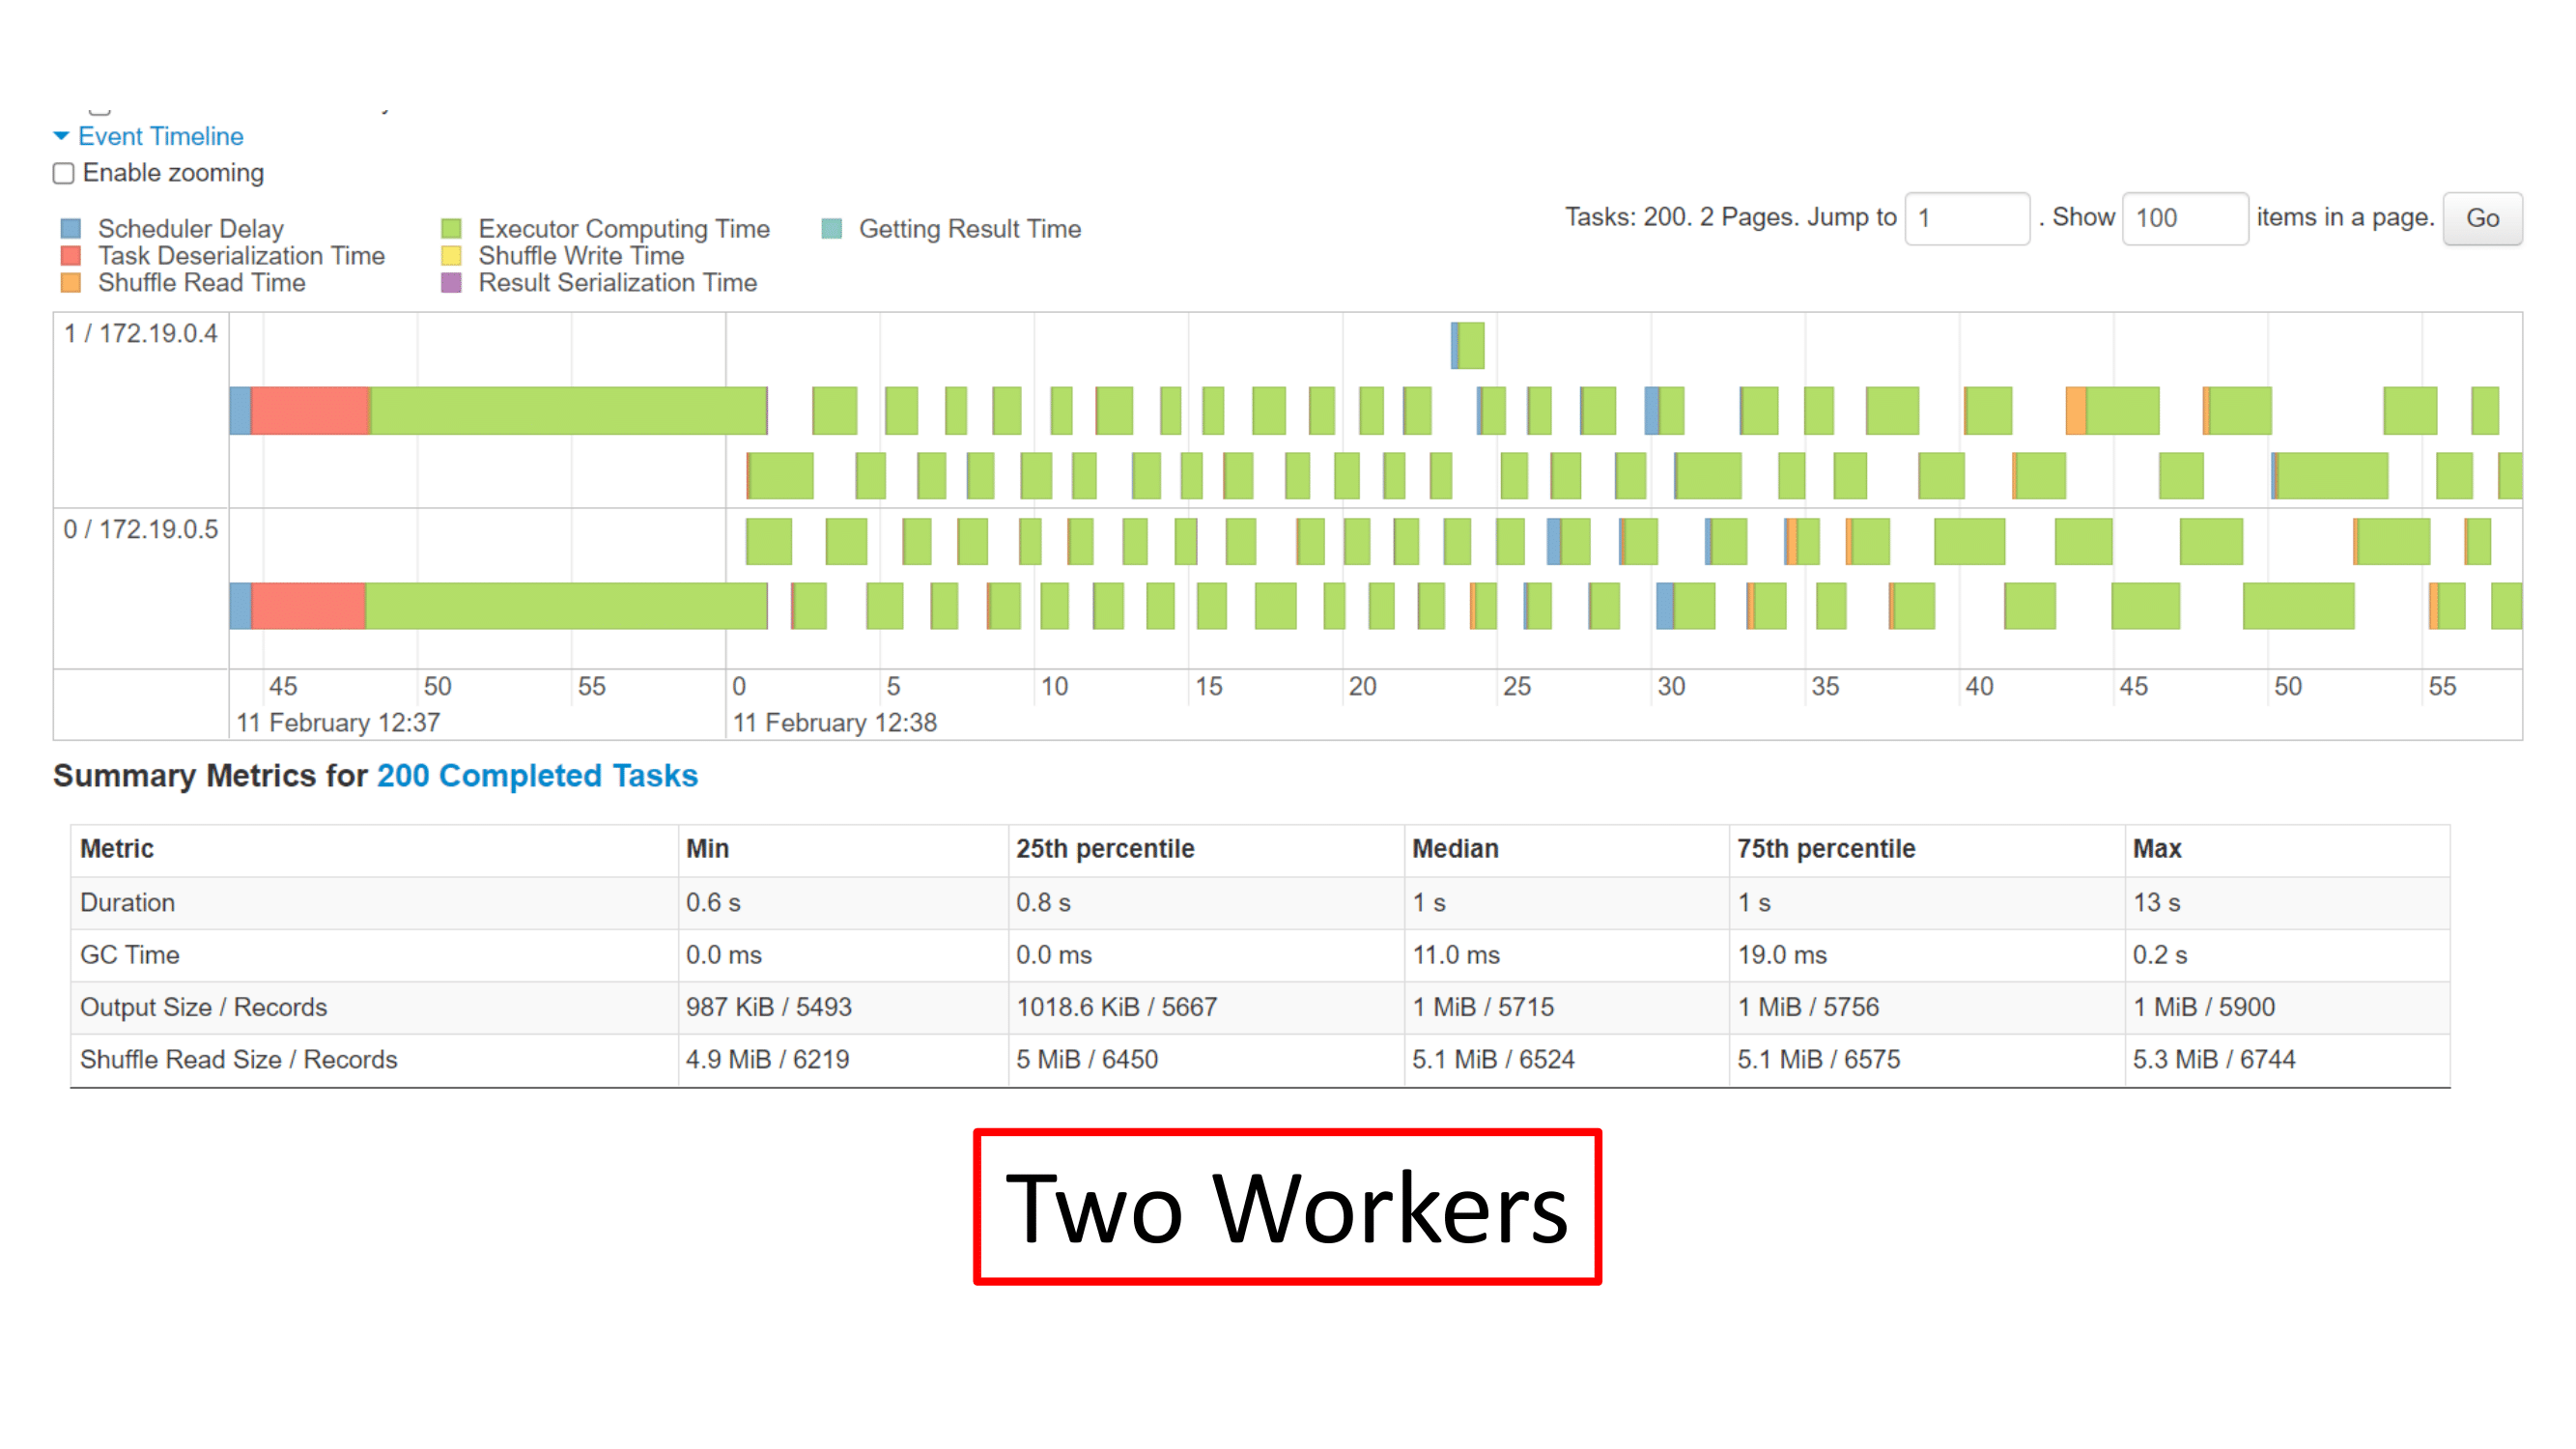 Event Timeline
Enable zooming
Tasks: 200. 2 Pages. Jump to 1 . Show 100 items in a page. Go
Scheduler Delay Executor Computing Time Getting Result Time
Task Deserialization Time Shuffle Write Time
Shuffle Read Time Result Serialization Time
1 / 172.19.0.4
0 / 172.19.0.5
45 50 55 0 5 10 15 20 25 30 35 40 45 50 55
11 February 12:37 11 February 12:38
Summary Metrics for 200 Completed Tasks
Metric Min 25th percentile Median 75th percentile Max
Duration 0.6 s 0.8 s 1 s 1 s 13 s
GC Time 0.0 ms 0.0 ms 11.0 ms 19.0 ms 0.2 s
Output Size / Records 987 KiB / 5493 1018.6 KiB / 5667 1 MiB / 5715 1 MiB / 5756 1 MiB / 5900
Shuffle Read Size / Records 4.9 MiB / 6219 5 MiB / 6450 5.1 MiB / 6524 5.1 MiB / 6575 5.3 MiB / 6744
Two Workers